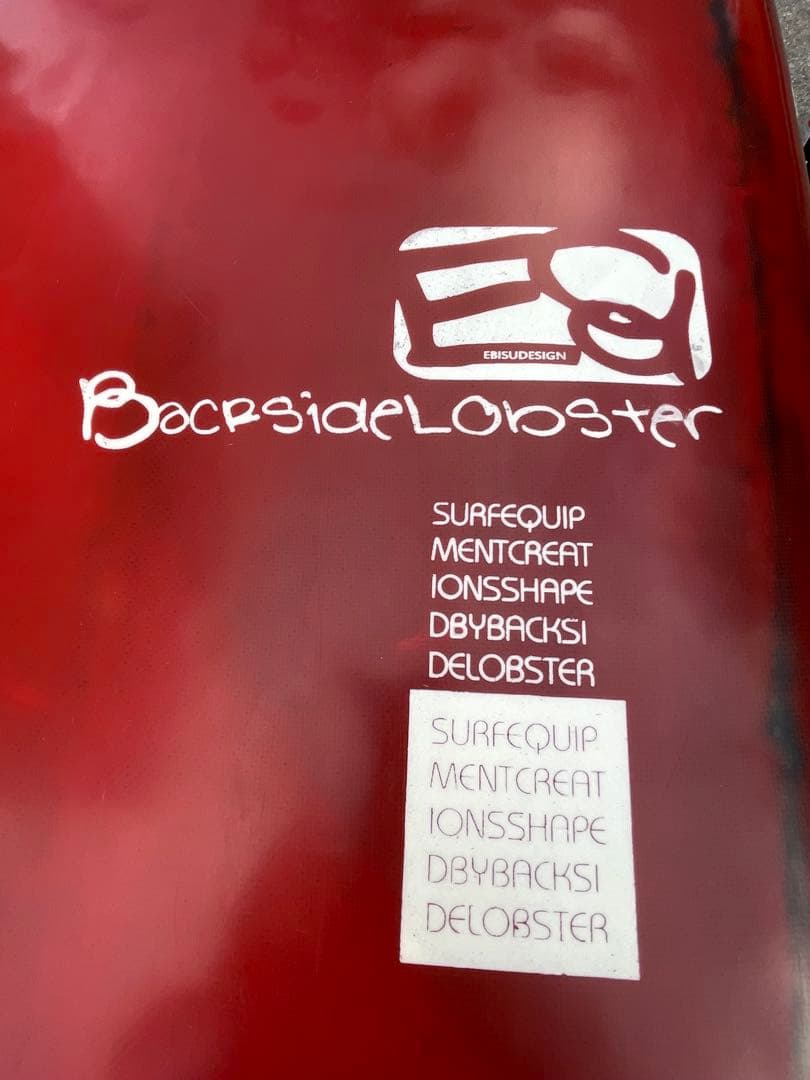 EBISUDESIGN
BacksideLobster
SURFEQUIP
MENTCREAT
IONSSHAPE
DBYBACKSI
DELOBSTER
SURFEQUIP
MENTCREAT
IONSSHAPE
DBYBACKSI
DELOBSTER